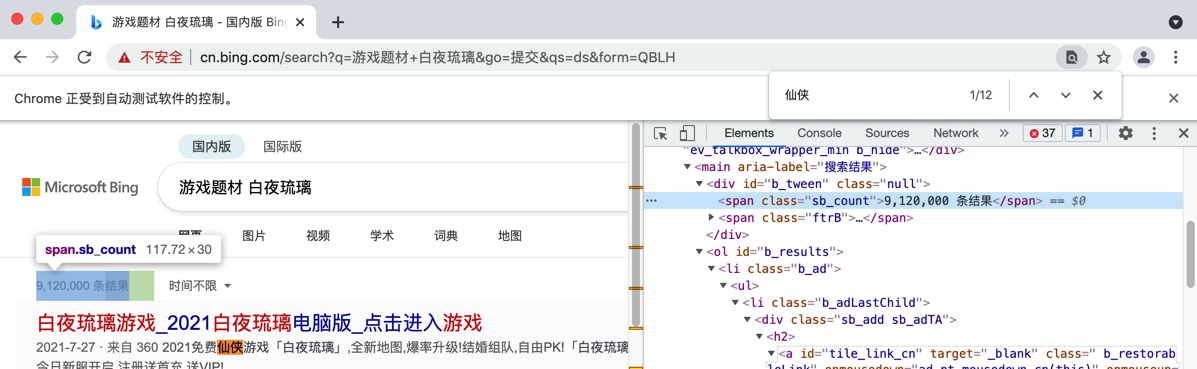 游戏题材 白夜琉璃 - 国内版 Bin
不安全 | cn.bing.com/search?q=游戏题材+白夜琉璃&go=提交&qs=ds&form=QBLH
仙侠 1/12
Chrome 正受到自动测试软件的控制。
国内版 国际版
Microsoft Bing 游戏题材 白夜琉璃
网页 图片 视频 学术 词典 地图
span.sb_count 117.72 × 30
9,120,000 条结果 时间不限
白夜琉璃游戏_2021白夜琉璃电脑版_点击进入游戏
2021-7-27 · 来自 360 2021免费仙侠游戏「白夜琉璃」,全新地图,爆率升级!结婚组队,自由PK!「白夜琉璃
今日新服开启,注册送首充,送VIP!
Elements Console Sources Network » 37 1
"ev_talkbox_wrapper_min b_hide">…</div>
<main aria-label="搜索结果">
<div id="b_tween" class="null">
<span class="sb_count">9,120,000 条结果</span> == $0
<span class="ftrB">…</span>
</div>
<ol id="b_results">
<li class="b_ad">
<ul>
<li class="b_adLastChild">
<div class="sb_add sb_adTA">
<h2>
<a id="tile_link_cn" target="_blank" class=" b_restorab
leLink" onmousedown="ad_pt_mousedown_cn(this)" onmouseup=